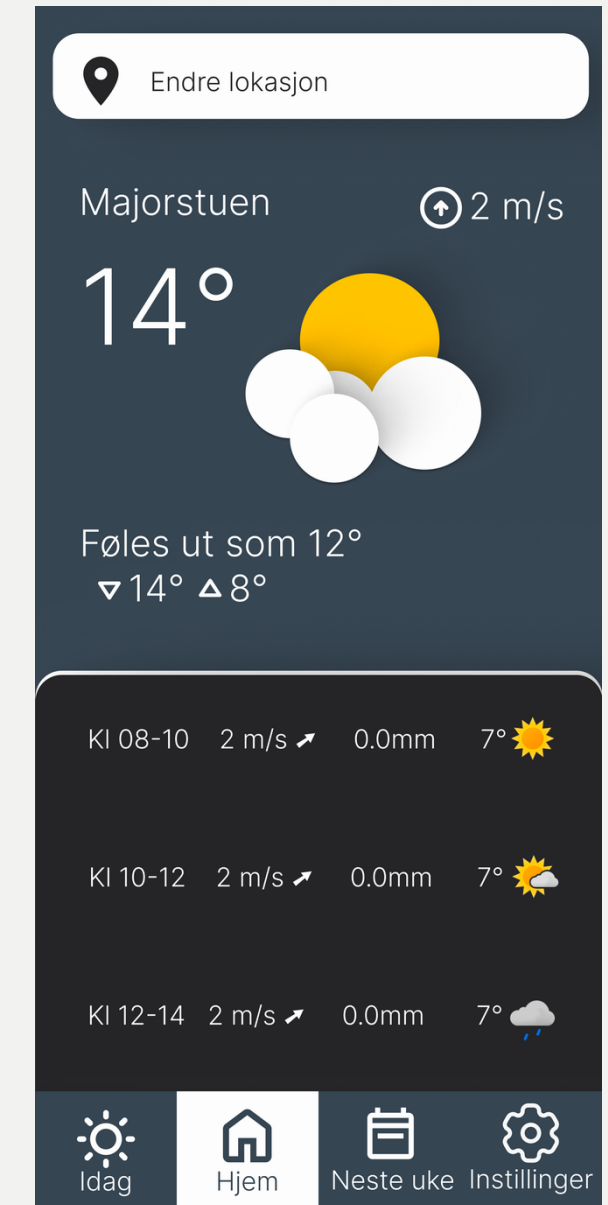 Endre lokasjon
Majorstuen 2 m/s
14°
Føles ut som 12°
14° 8°
Kl 08-10 2 m/s 0.0mm 7°
Kl 10-12 2 m/s 0.0mm 7°
Kl 12-14 2 m/s 0.0mm 7°
Idag Hjem Neste uke Instillinger